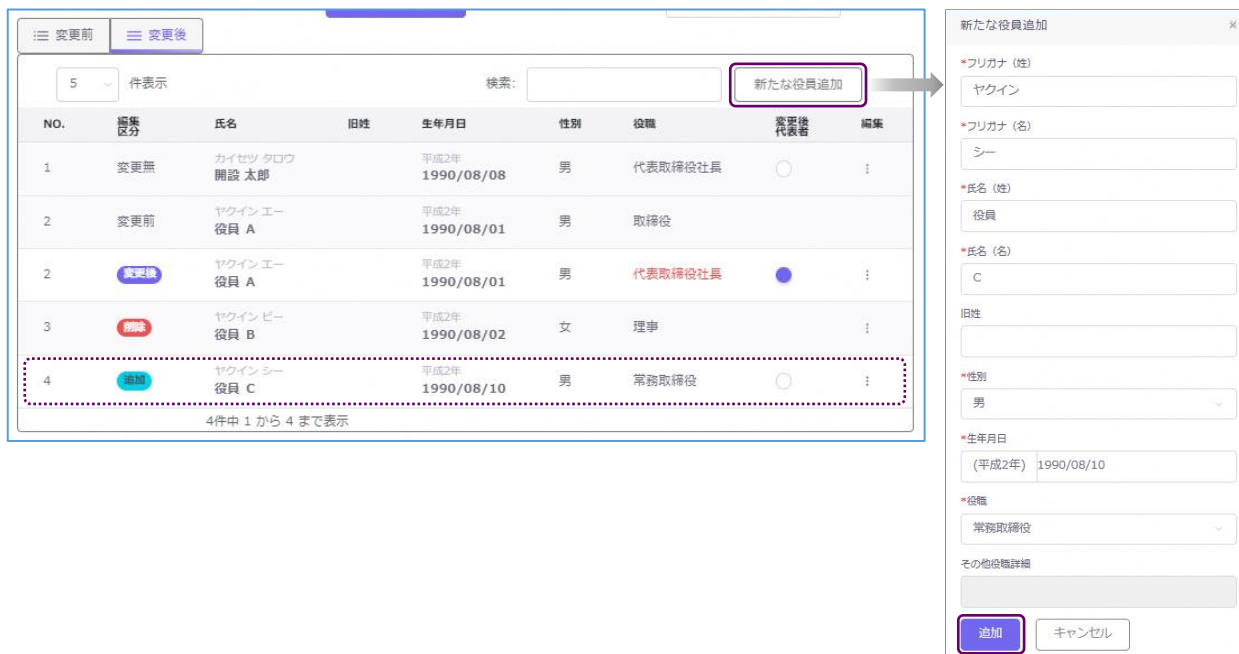 変更前 変更後
5 件表示 検索: 新たな役員追加
NO. 編集区分 氏名 旧姓 生年月日 性別 役職 変更後代表者 編集
カイセツ タロウ 平成2年
1 変更無 開設 太郎 1990/08/08 男 代表取締役社長
ヤクイン エー 平成2年
2 変更前 役員 A 1990/08/01 男 取締役
ヤクイン エー 平成2年
2 変更後 役員 A 1990/08/01 男 代表取締役社長
ヤクイン ビー 平成2年
3 削除 役員 B 1990/08/02 女 理事
ヤクイン シー 平成2年
4 追加 役員 C 1990/08/10 男 常務取締役
4件中 1 から 4 まで表示
新たな役員追加 ×
*フリガナ（姓）
ヤクイン
*フリガナ（名）
シー
*氏名（姓）
役員
*氏名（名）
C
旧姓
*性別
男
*生年月日
(平成2年) 1990/08/10
*役職
常務取締役
その他役職詳細
追加 キャンセル